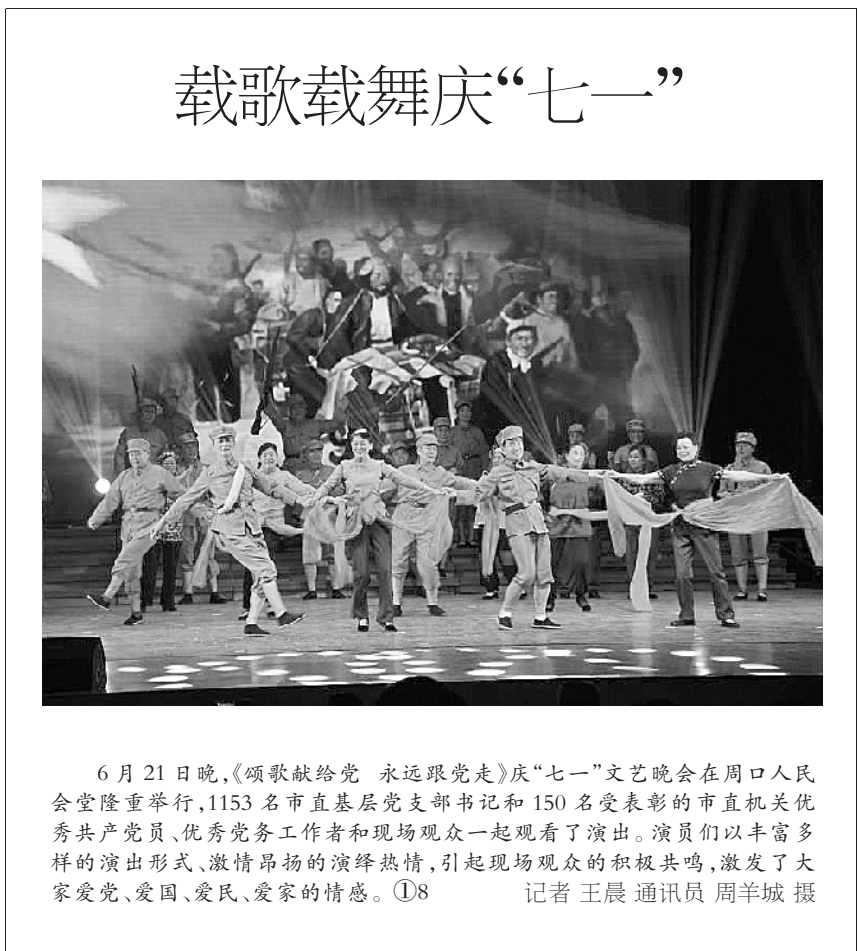 载歌载舞庆“七一”
6月21日晚,《颂歌献给党 永远跟党走》庆“七一”文艺晚会在周口人民
会堂隆重举行,1153名市直基层党支部书记和150名受表彰的市直机关优
秀共产党员、优秀党务工作者和现场观众一起观看了演出。演员们以丰富多
样的演出形式、激情昂扬的演绎热情,引起现场观众的积极共鸣,激发了大
家爱党、爱国、爱民、爱家的情感。①8 记者 王晨 通讯员 周羊城 摄